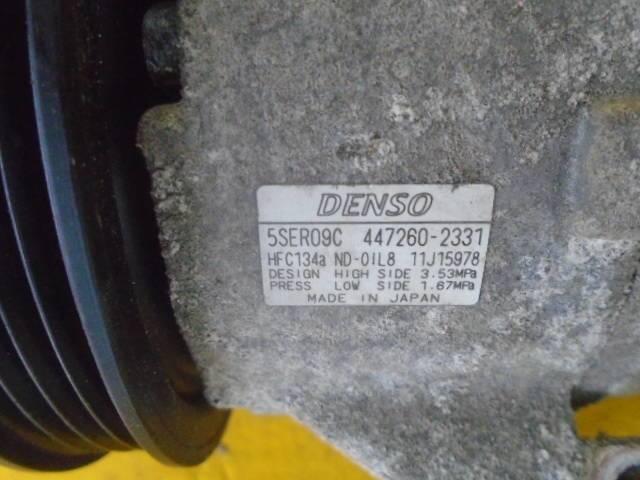 DENSO
5SER09C 447260-2331
HFC134a ND-OIL8 11J15978
DESIGN HIGH SIDE 3.53MPa
PRESS LOW SIDE 1.67MPa
MADE IN JAPAN